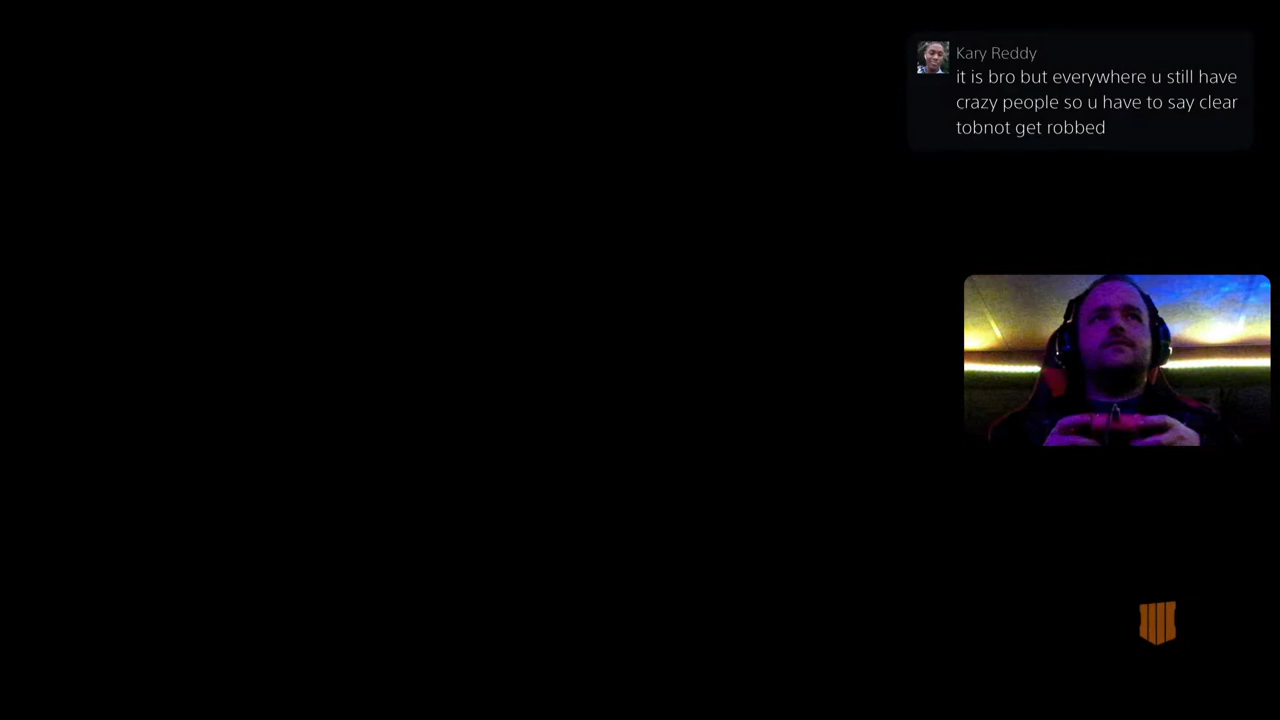 Kary Reddy
it is bro but everywhere u still have
crazy people so u have to say clear
tobnot get robbed